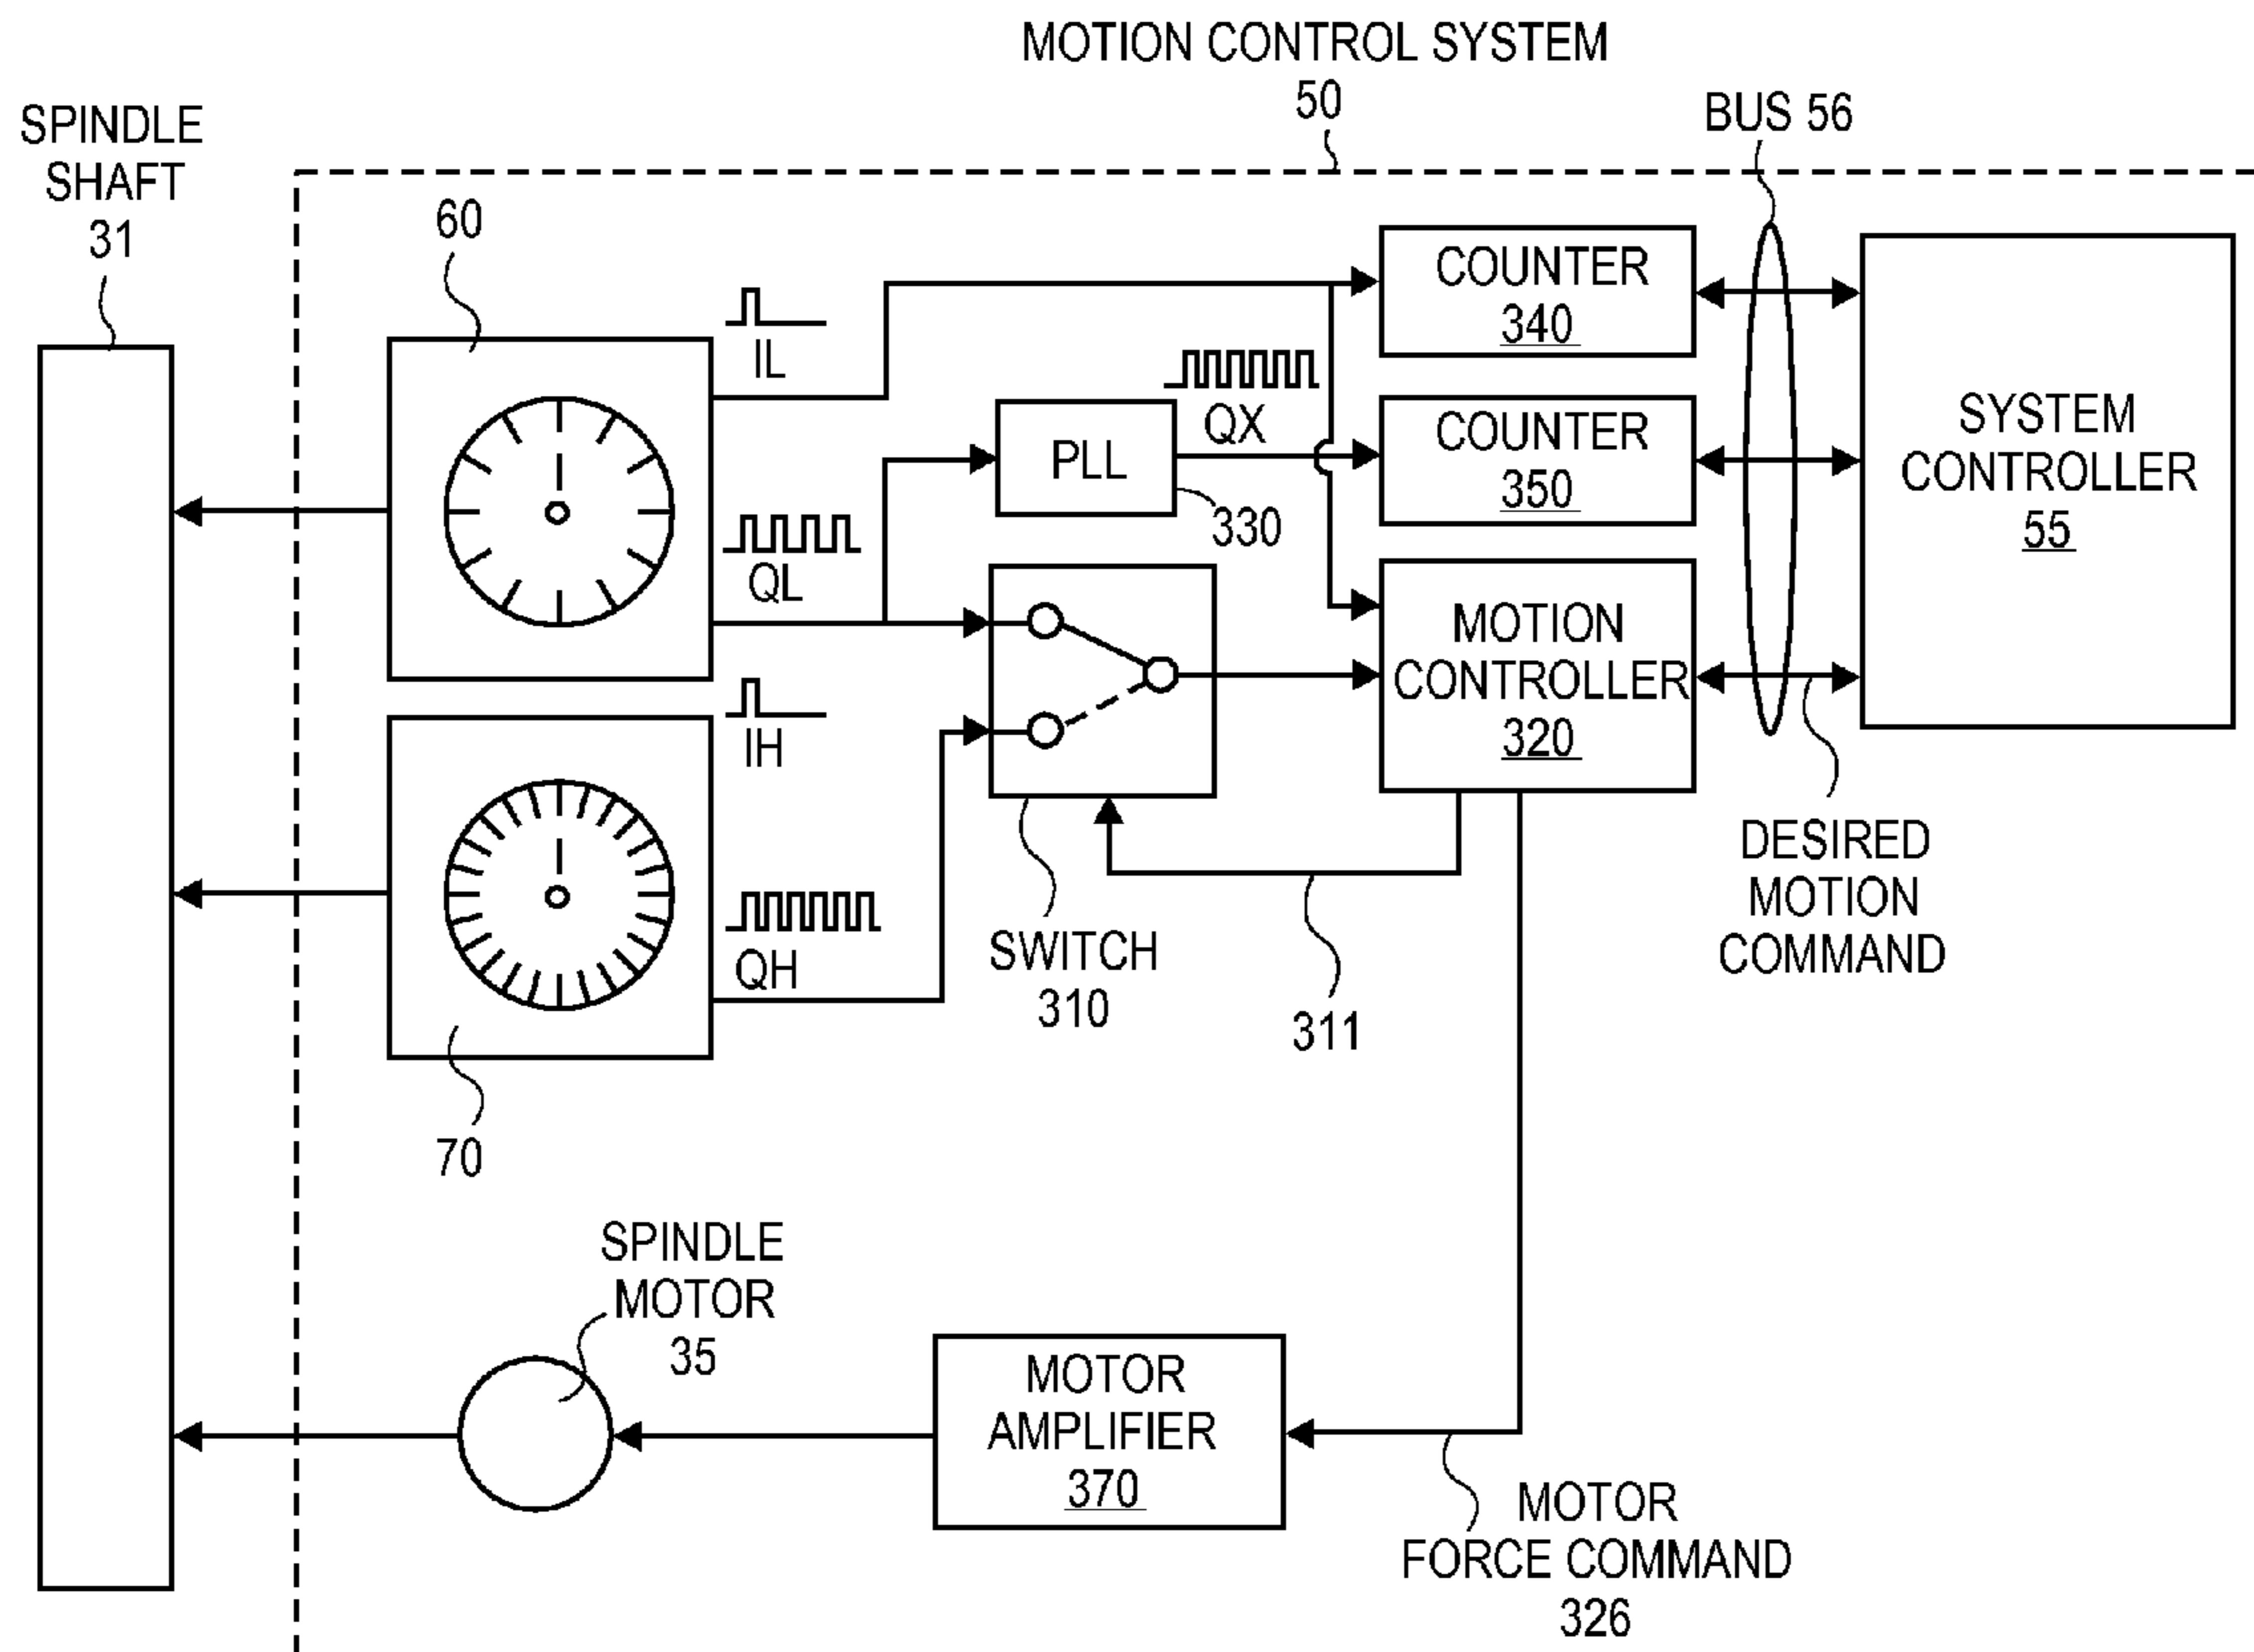 MOTION CONTROL SYSTEM
50
BUS 56
SPINDLE
SHAFT
31
60
IL
QL
IH
QH
70
PLL
330
QX
COUNTER
340
COUNTER
350
MOTION
CONTROLLER
320
SYSTEM
CONTROLLER
55
SWITCH
310
311
DESIRED
MOTION
COMMAND
SPINDLE
MOTOR
35
MOTOR
AMPLIFIER
370
MOTOR
FORCE COMMAND
326